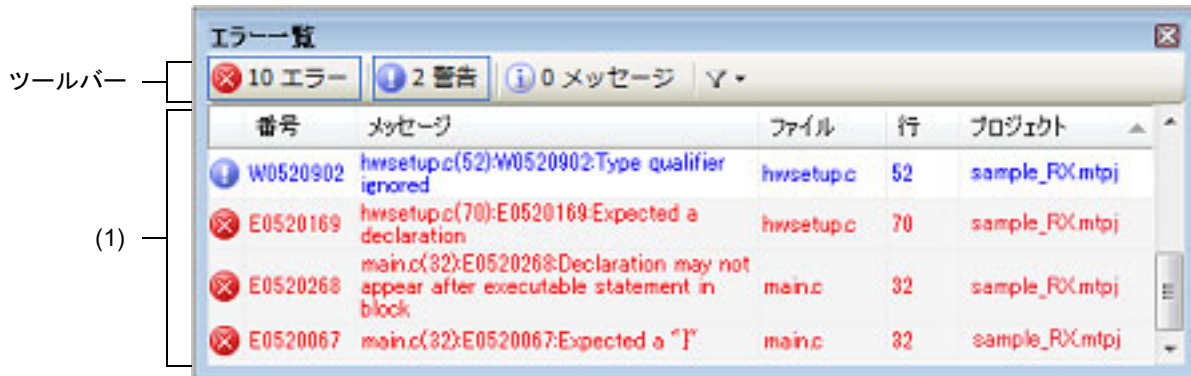 エラー一覧
ツールバー
10 エラー 2 警告 0 メッセージ
番号 メッセージ ファイル 行 プロジェクト
W0520902 hwsetup.c(52):W0520902:Type qualifier ignored hwsetup.c 52 sample_RX.mtpj
(1)
E0520169 hwsetup.c(70):E0520169:Expected a declaration hwsetup.c 70 sample_RX.mtpj
E0520268 main.c(32):E0520268:Declaration may not appear after executable statement in block main.c 32 sample_RX.mtpj
E0520067 main.c(32):E0520067:Expected a "}" main.c 32 sample_RX.mtpj